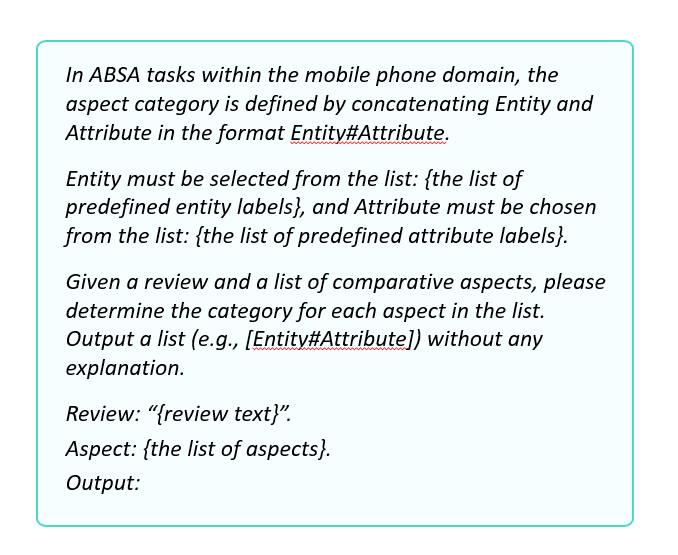 In ABSA tasks within the mobile phone domain, the
aspect category is defined by concatenating Entity and
Attribute in the format Entity#Attribute.
Entity must be selected from the list: {the list of
predefined entity labels}, and Attribute must be chosen
from the list: {the list of predefined attribute labels}.
Given a review and a list of comparative aspects, please
determine the category for each aspect in the list.
Output a list (e.g., [Entity#Attribute]) without any
explanation.
Review: “{review text}”.
Aspect: {the list of aspects}.
Output: